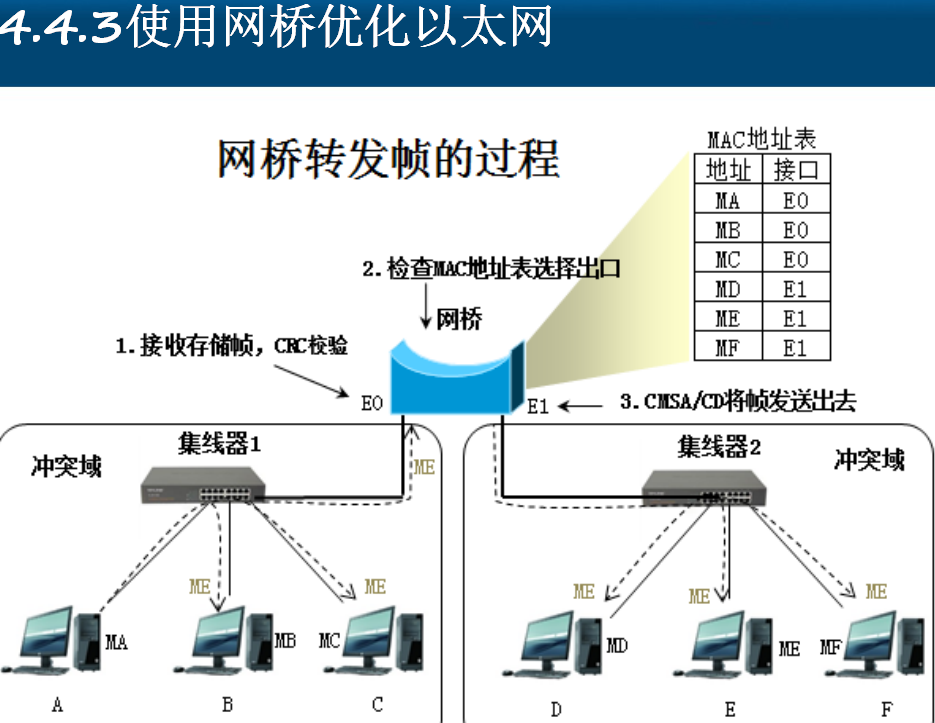 4.4.3使用网桥优化以太网
网桥转发帧的过程
MAC地址表
地址 接口
MA E0
MB E0
MC E0
MD E1
ME E1
MF E1
2.检查MAC地址表选择出口
网桥
1.接收存储帧，CRC校验
E0
E1
3.CMSA/CD将帧发送出去
冲突域
集线器1
ME
集线器2
冲突域
ME
ME
ME
ME
ME
MA
MB
MC
MD
ME
MF
A
B
C
D
E
F